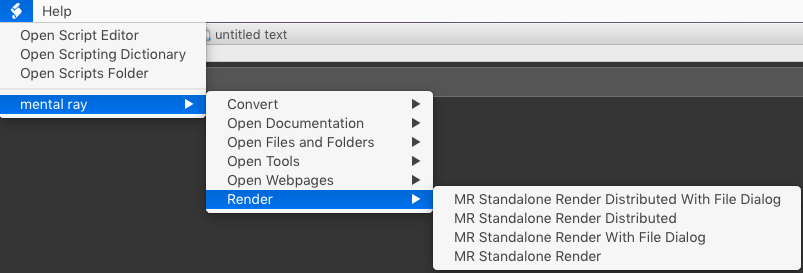 Help
untitled text
Open Script Editor
Open Scripting Dictionary
Open Scripts Folder
mental ray
Convert
Open Documentation
Open Files and Folders
Open Tools
Open Webpages
Render
MR Standalone Render Distributed With File Dialog
MR Standalone Render Distributed
MR Standalone Render With File Dialog
MR Standalone Render